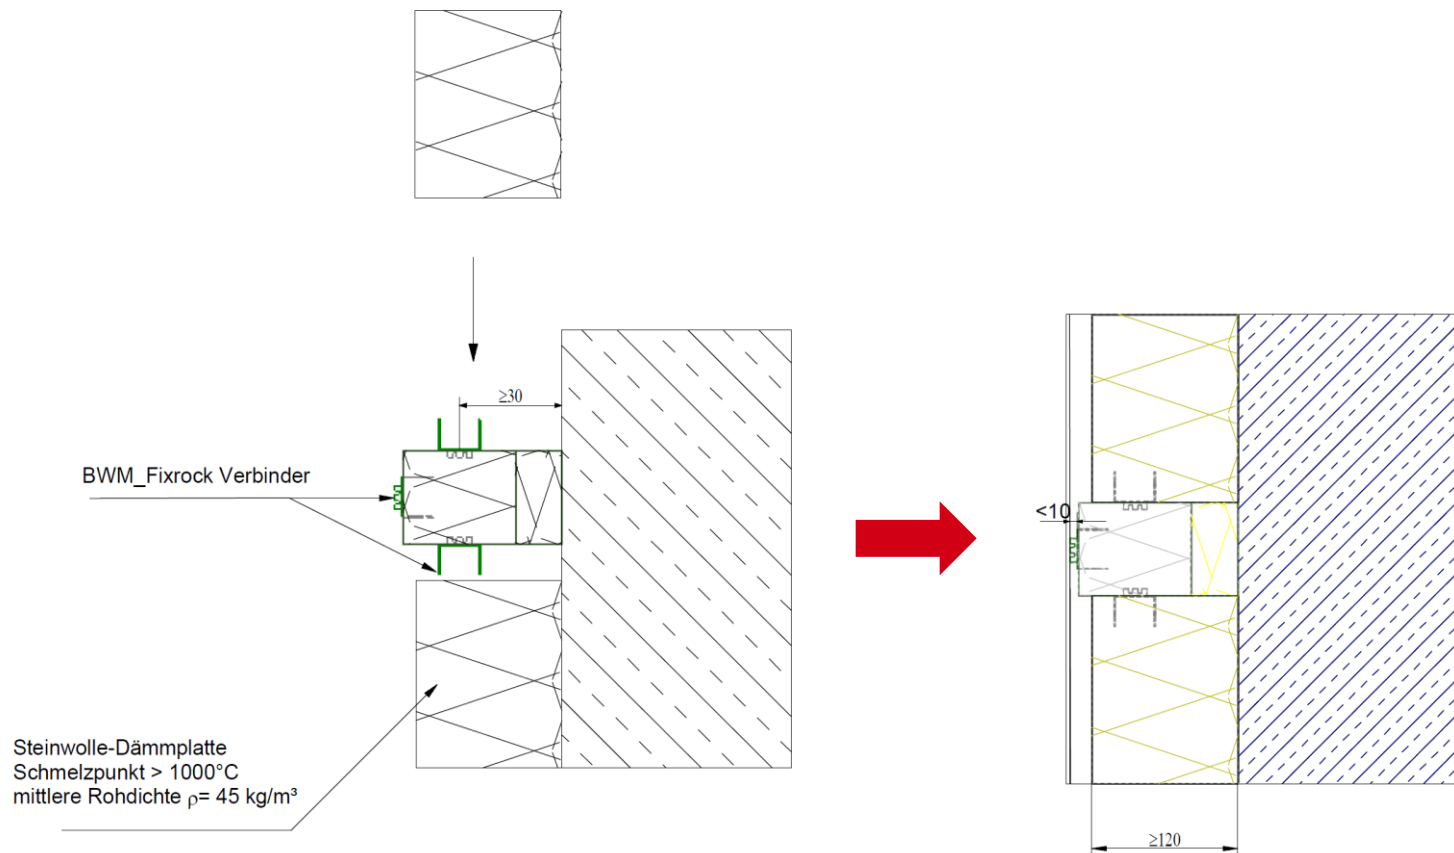 ≥30
BWM_Fixrock Verbinder
<10
Steinwolle-Dämmplatte
Schmelzpunkt > 1000°C
mittlere Rohdichte ρ= 45 kg/m³
≥120